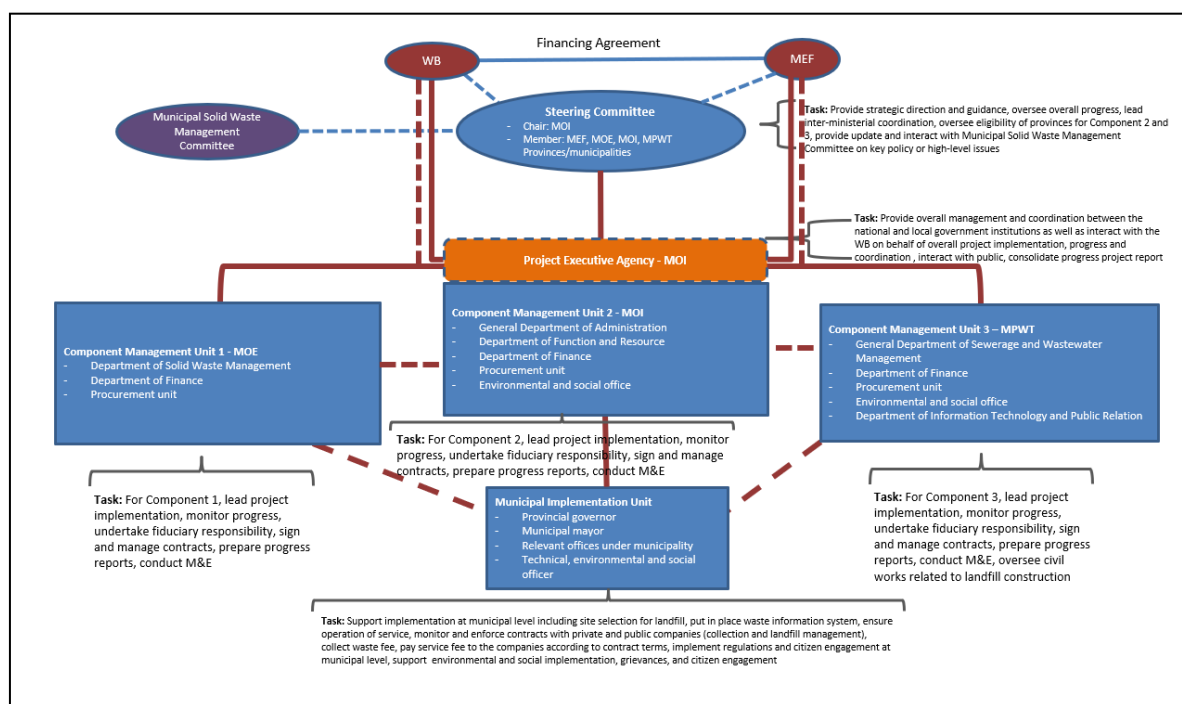 Financing Agreement
WB
MEF
Municipal Solid Waste
Management
Committee
Steering Committee
- Chair: MOI
- Member: MEF, MOE, MOI, MPWT
Provinces/municipalities
Task: Provide strategic direction and guidance, oversee overall progress, lead
inter-ministerial coordination, oversee eligibility of provinces for Component 2 and
3, provide update and interact with Municipal Solid Waste Management
Committee on key policy or high-level issues
Task: Provide overall management and coordination between the
national and local government institutions as well as interact with the
WB on behalf of overall project implementation, progress and
coordination , interact with public, consolidate progress project report
Project Executive Agency - MOI
Component Management Unit 1 - MOE
- Department of Solid Waste Management
- Department of Finance
- Procurement unit
Component Management Unit 2 - MOI
- General Department of Administration
- Department of Function and Resource
- Department of Finance
- Procurement unit
- Environmental and social office
Component Management Unit 3 – MPWT
- General Department of Sewerage and Wastewater
Management
- Department of Finance
- Procurement unit
- Environmental and social office
- Department of Information Technology and Public Relation
Task: For Component 1, lead project
implementation, monitor progress,
undertake fiduciary responsibility, sign
and manage contracts, prepare progress
reports, conduct M&E
Task: For Component 2, lead project implementation, monitor
progress, undertake fiduciary responsibility, sign and manage
contracts, prepare progress reports, conduct M&E
Task: For Component 3, lead project
implementation, monitor progress,
undertake fiduciary responsibility, sign
and manage contracts, prepare progress
reports, conduct M&E, oversee civil
works related to landfill construction
Municipal Implementation Unit
- Provincial governor
- Municipal mayor
- Relevant offices under municipality
- Technical, environmental and social
officer
Task: Support implementation at municipal level including site selection for landfill, put in place waste information system, ensure
operation of service, monitor and enforce contracts with private and public companies (collection and landfill management),
collect waste fee, pay service fee to the companies according to contract terms, implement regulations and citizen engagement at
municipal level, support environmental and social implementation, grievances, and citizen engagement